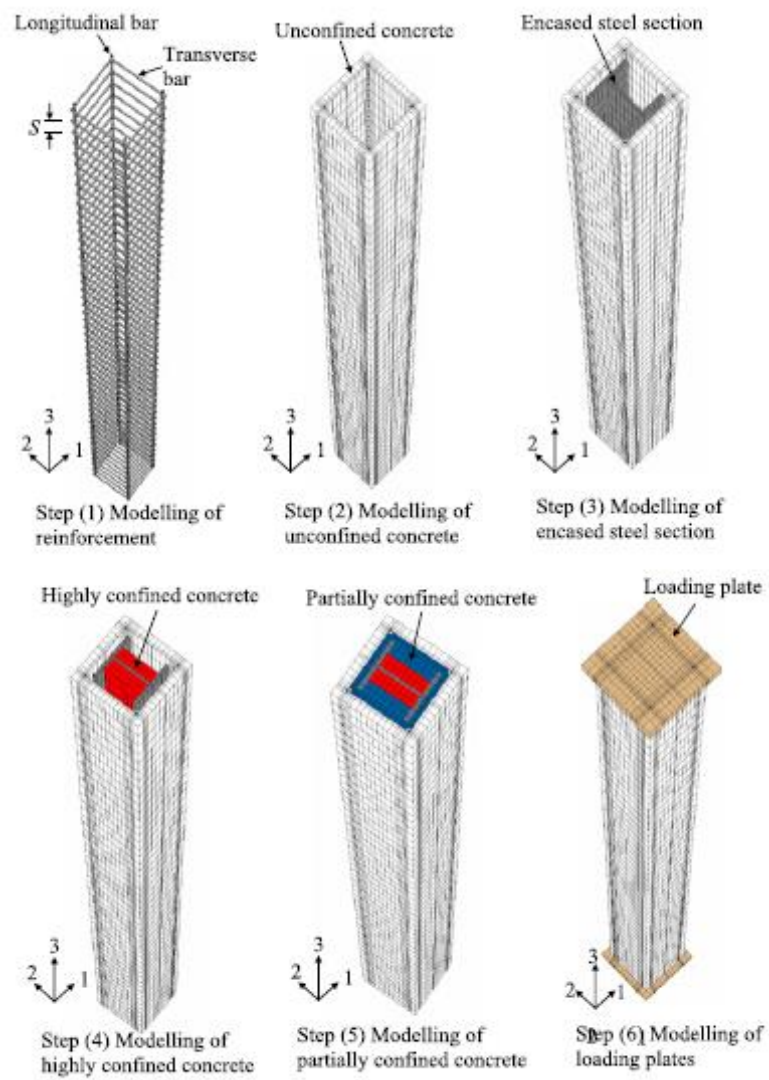 Longitudinal bar
Transverse
bar
S
3
2
1
Step (1) Modelling of
reinforcement
Unconfined concrete
3
2
1
Step (2) Modelling of
unconfined concrete
Encased steel section
3
2
1
Step (3) Modelling of
encased steel section
Highly confined concrete
3
2
1
Step (4) Modelling of
highly confined concrete
Partially confined concrete
3
2
1
Step (5) Modelling of
partially confined concrete
Loading plate
3
2
1
Step (6) Modelling of
loading plates